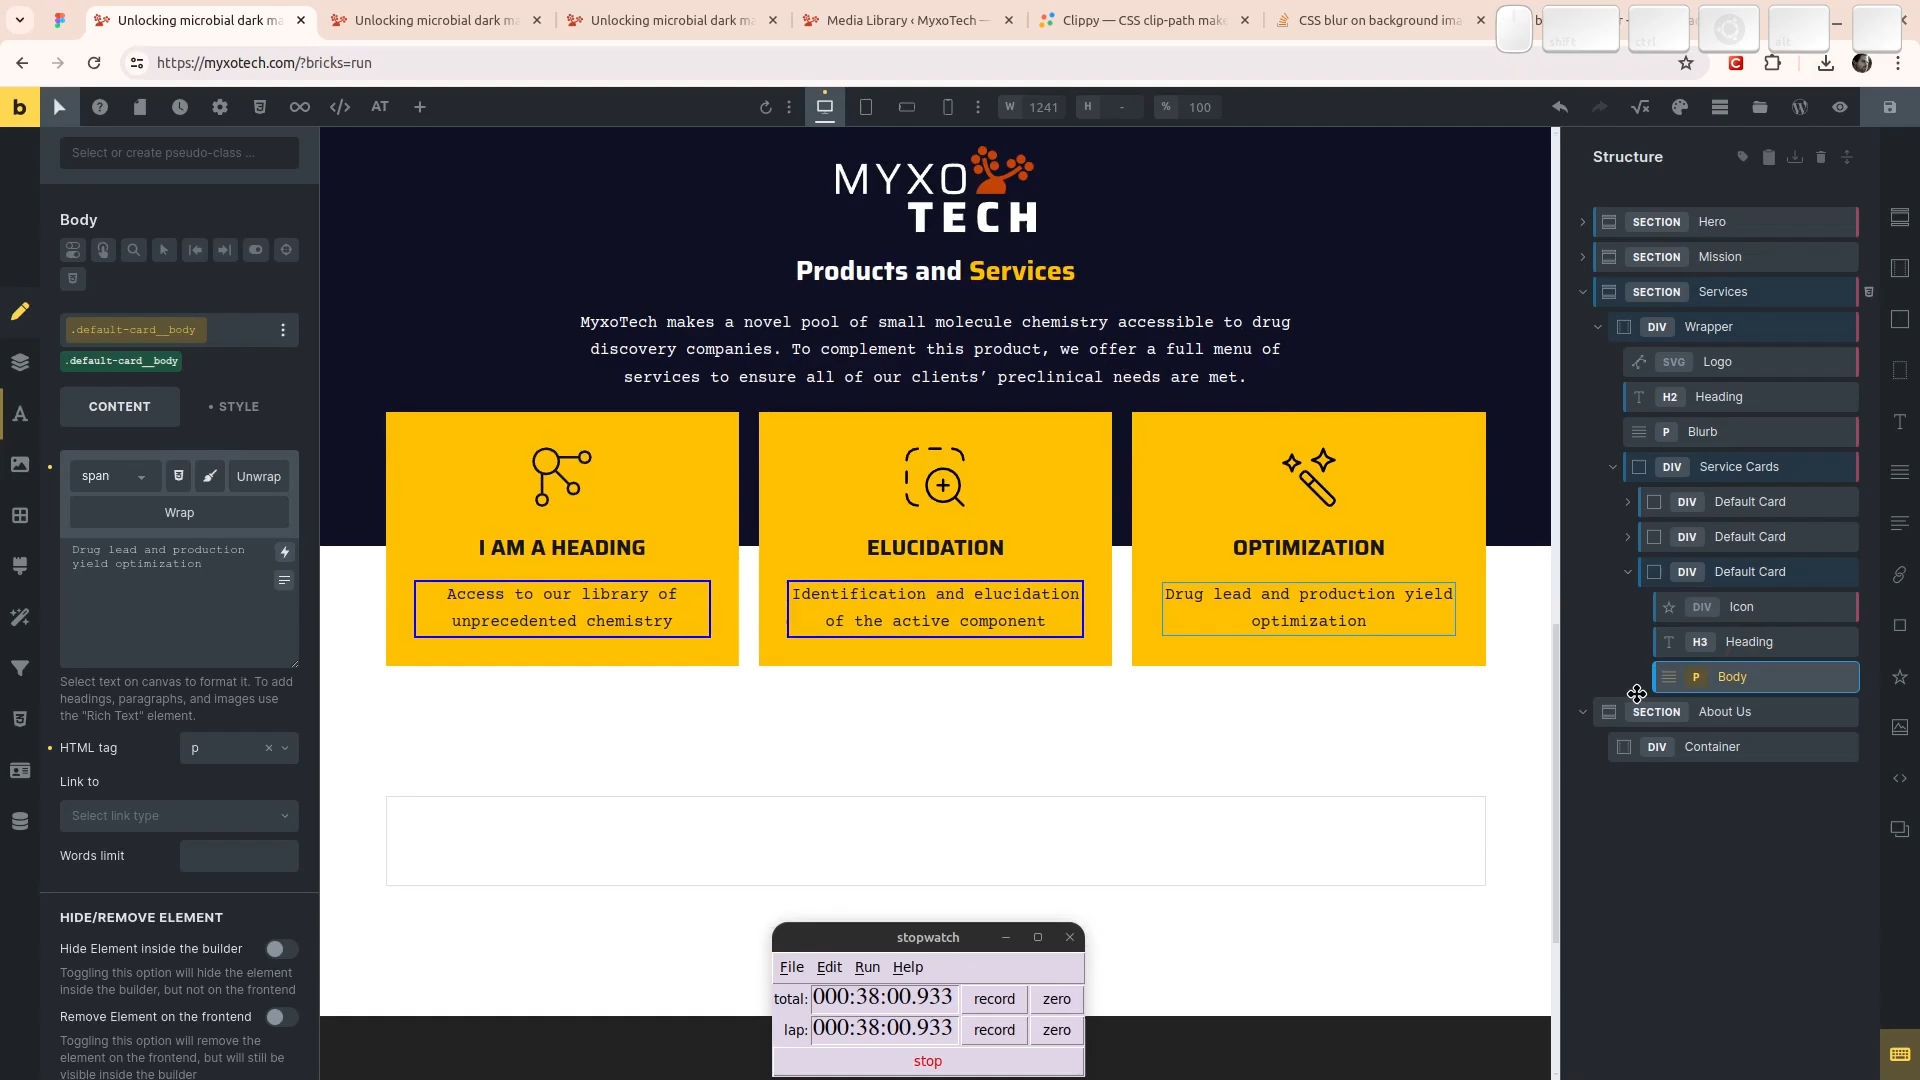 Unlocking microbial dark ma
Unlocking microbial dark ma
Unlocking microbial dark ma
Media Library ‹ MyxoTech —
Clippy — CSS clip-path make
CSS blur on background ima
shift
ctrl
alt
https://myxotech.com/?bricks=run
b
AT
W 1241
H -
% 100
Select or create pseudo-class ...
Body
.default-card__body
.default-card__body
CONTENT
STYLE
span
Unwrap
Wrap
Drug lead and production
yield optimization
Select text on canvas to format it. To add
headings, paragraphs, and images use
the "Rich Text" element.
HTML tag
p
Link to
Select link type
Words limit
HIDE/REMOVE ELEMENT
Hide Element inside the builder
Toggling this option will hide the element
inside the builder, but not on the frontend
Remove Element on the frontend
Toggling this option will remove the
element on the frontend, but will still be
visible inside the builder
MYXO
TECH
Products and Services
MyxoTech makes a novel pool of small molecule chemistry accessible to drug
discovery companies. To complement this product, we offer a full menu of
services to ensure all of our clients’ preclinical needs are met.
I AM A HEADING
Access to our library of
unprecedented chemistry
ELUCIDATION
Identification and elucidation
of the active component
OPTIMIZATION
Drug lead and production yield
optimization
stopwatch
File Edit Run Help
total: 000:38:00.933 record zero
lap: 000:38:00.933 record zero
stop
Structure
SECTION Hero
SECTION Mission
SECTION Services
DIV Wrapper
SVG Logo
H2 Heading
P Blurb
DIV Service Cards
DIV Default Card
DIV Default Card
DIV Default Card
DIV Icon
H3 Heading
P Body
SECTION About Us
DIV Container